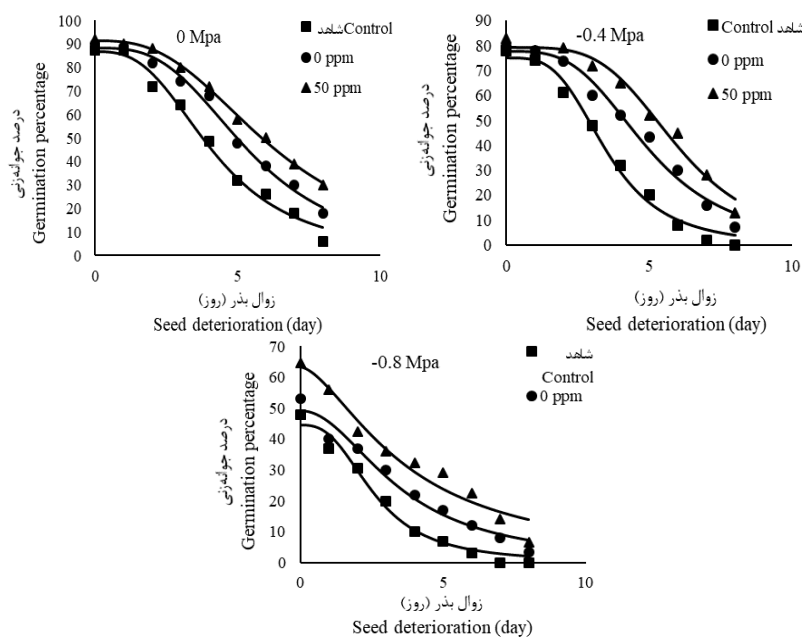 0 Mpa
شاهدControl
0 ppm
50 ppm
100
90
80
70
60
50
40
30
20
10
0
0
5
10
درصد جوانه‌زنی
Germination percentage
زوال بذر (روز)
Seed deterioration (day)
-0.4 Mpa
Control شاهد
0 ppm
50 ppm
80
70
60
50
40
30
20
10
0
0
5
10
درصد جوانه‌زنی
Germination percentage
زوال بذر (روز)
Seed deterioration (day)
-0.8 Mpa
شاهد
Control
0 ppm
70
60
50
40
30
20
10
0
0
5
10
درصد جوانه‌زنی
Germination percentage
زوال بذر (روز)
Seed deterioration (day)